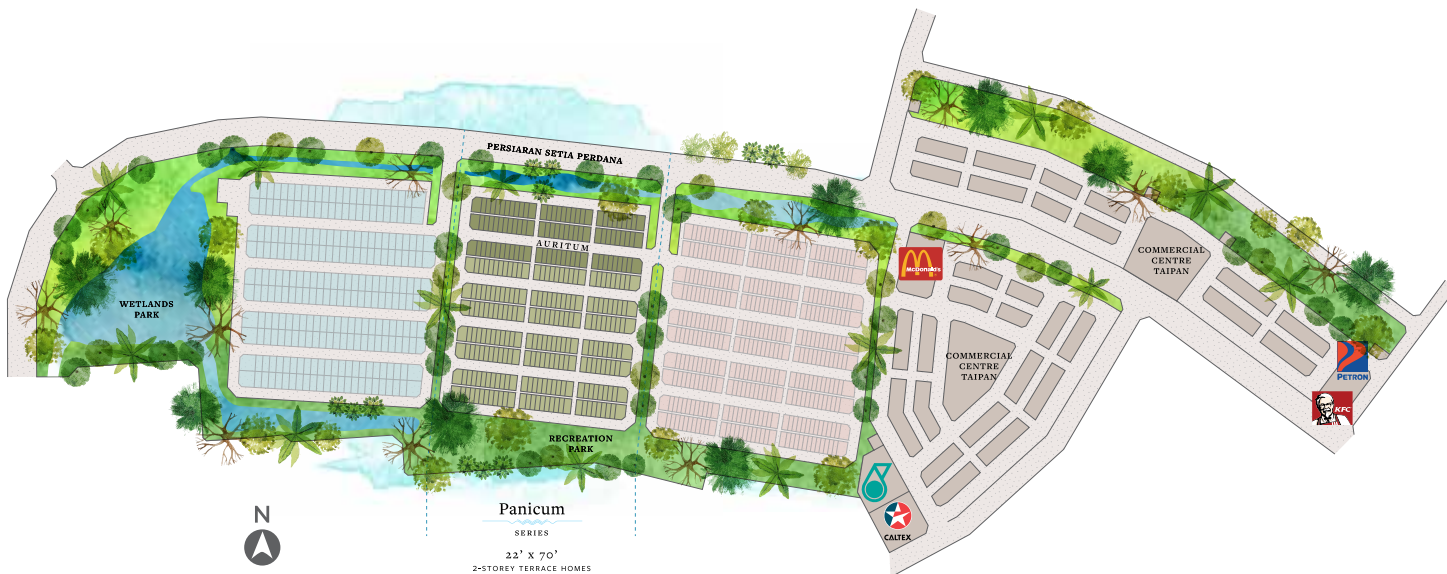 PERSIARAN SETIA PERDANA
AURITUM
WETLANDS
PARK
RECREATION
PARK
McDonald's
COMMERCIAL
CENTRE
TAIPAN
COMMERCIAL
CENTRE
TAIPAN
PETRON
KFC
CALTEX
N
Panicum
SERIES
22' x 70'
2-STOREY TERRACE HOMES